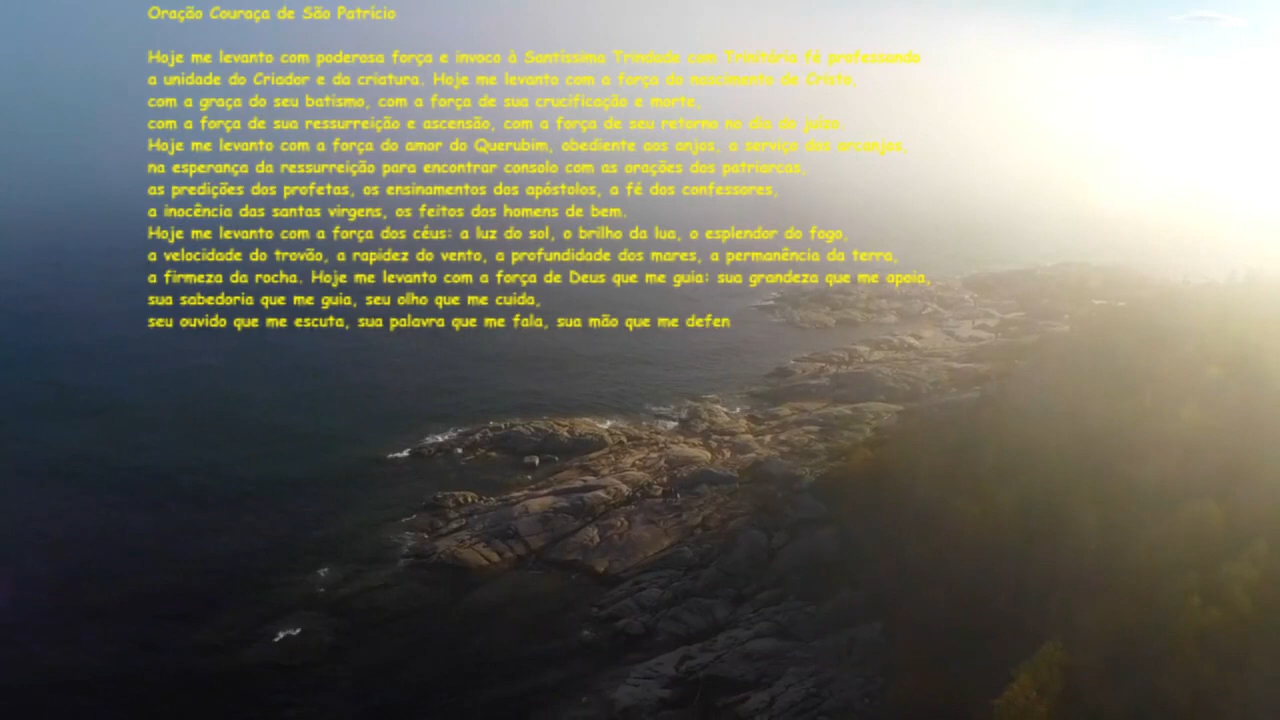 Oração Couraça de São Patrício
Hoje me levanto com poderosa força e invoco à Santíssima Trindade com Trinitária fé professando
a unidade do Criador e da criatura. Hoje me levanto com a força do nascimento de Cristo,
com a graça do seu batismo, com a força de sua crucificação e morte,
com a força de sua ressurreição e ascensão, com a força de seu retorno no dia do juízo.
Hoje me levanto com a força do amor do Querubim, obediente aos anjos, a serviço dos arcanjos,
na esperança da ressurreição para encontrar consolo com as orações dos patriarcas,
as predições dos profetas, os ensinamentos dos apóstolos, a fé dos confessores,
a inocência das santas virgens, os feitos dos homens de bem.
Hoje me levanto com a força dos céus: a luz do sol, o brilho da lua, o esplendor do fogo,
a velocidade do trovão, a rapidez do vento, a profundidade dos mares, a permanência da terra,
a firmeza da rocha. Hoje me levanto com a força de Deus que me guia: sua grandeza que me apoia,
sua sabedoria que me guia, seu olho que me cuida,
seu ouvido que me escuta, sua palavra que me fala, sua mão que me defen